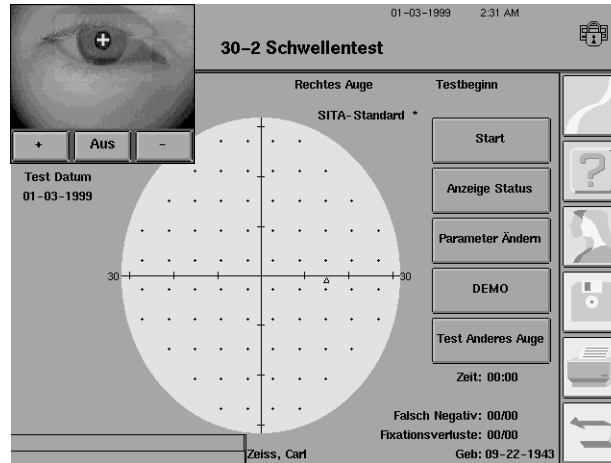 01-03-1999 2:31 AM
30-2 Schwellentest
+ Aus -
Rechtes Auge Testbeginn
SITA-Standard *
Start
Test Datum
01-03-1999
Anzeige Status
Parameter Ändern
30 30
DEMO
Test Anderes Auge
Zeit: 00:00
Falsch Negativ: 00/00
Fixationsverluste: 00/00
Zeiss, Carl Geb: 09-22-1943
?